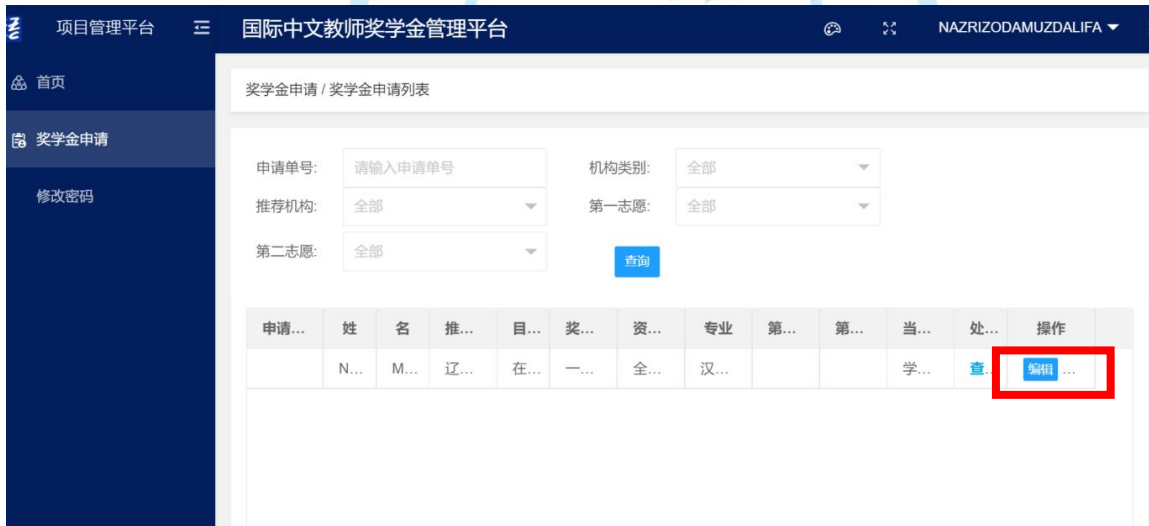 项目管理平台 国际中文教师奖学金管理平台 NAZRIZODAMUZDALIFA
首页
奖学金申请 / 奖学金申请列表
奖学金申请
修改密码
申请单号: 请输入申请单号 机构类别: 全部
推荐机构: 全部 第一志愿: 全部
第二志愿: 全部 查询
申请... 姓 名 推... 目... 奖... 资... 专业 第... 第... 当... 处... 操作
N... M... 辽... 在... 一... 全... 汉... 学... 查.. 编辑 ...